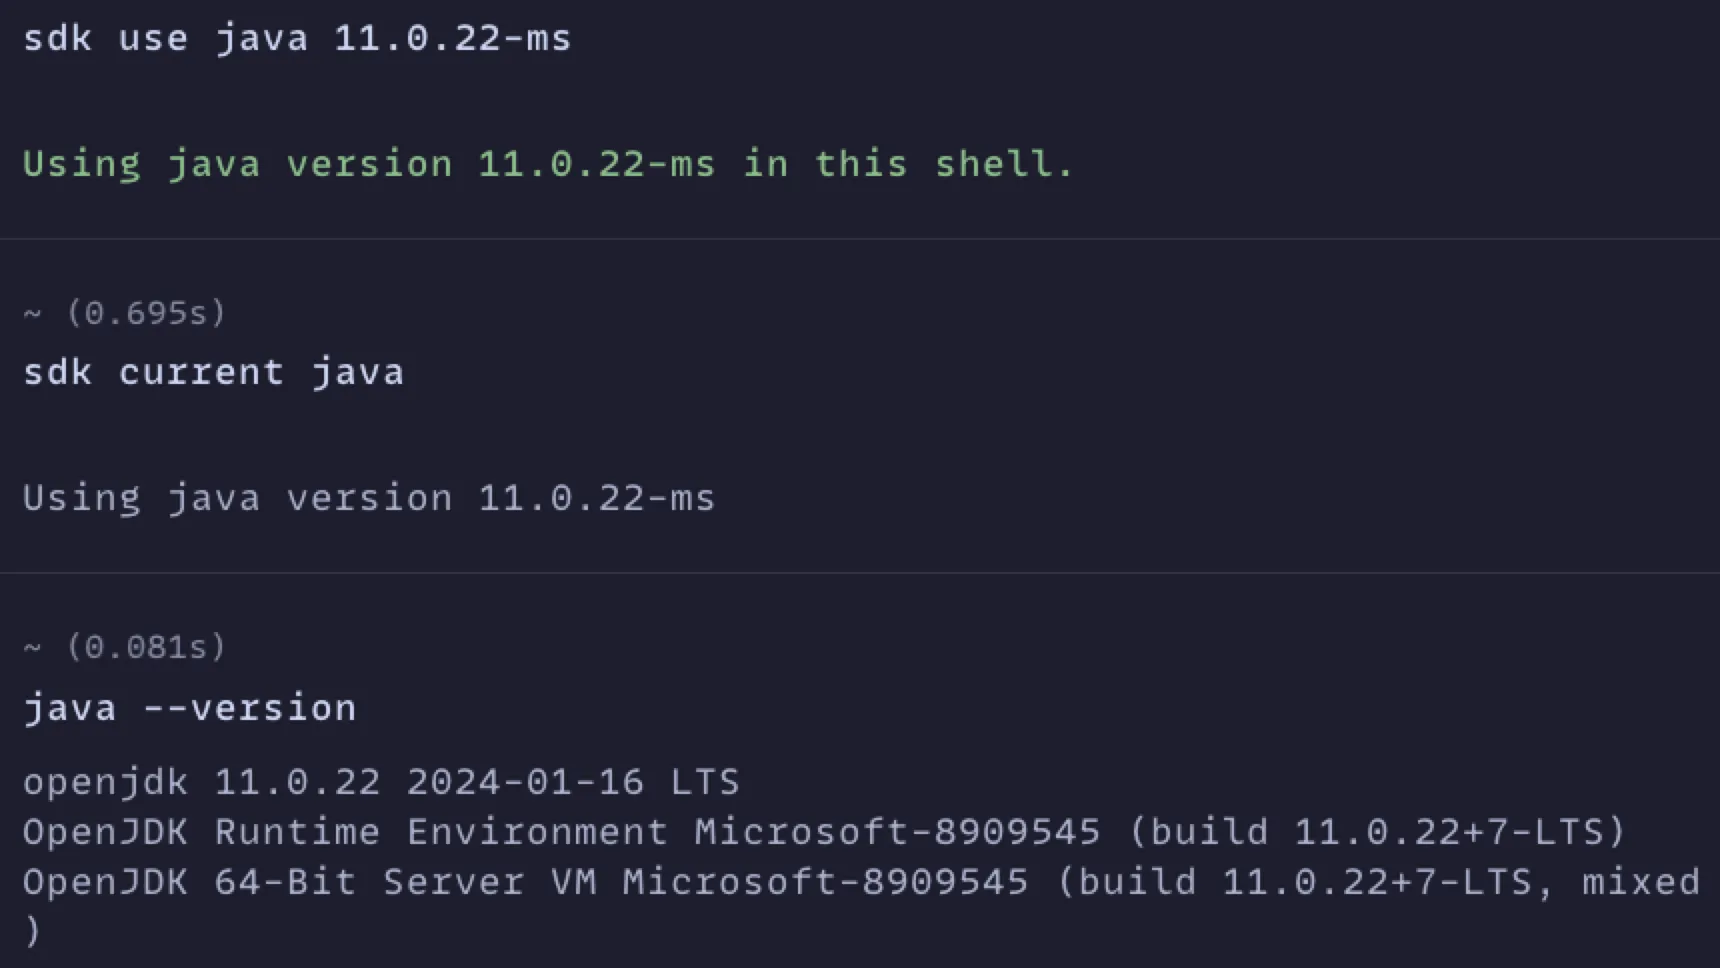 sdk use java 11.0.22-ms
Using java version 11.0.22-ms in this shell.
~ (0.695s)
sdk current java
Using java version 11.0.22-ms
~ (0.081s)
java --version
openjdk 11.0.22 2024-01-16 LTS
OpenJDK Runtime Environment Microsoft-8909545 (build 11.0.22+7-LTS)
OpenJDK 64-Bit Server VM Microsoft-8909545 (build 11.0.22+7-LTS, mixed
)